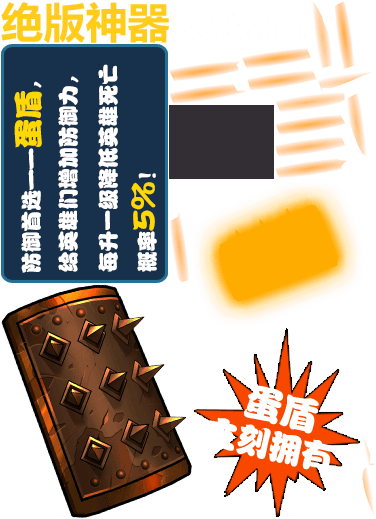 绝版神器
防御首选一一蛋盾，
给英雄们增加防御力，
每升一级降低英雄死亡
概率5%！
蛋盾
立刻拥有